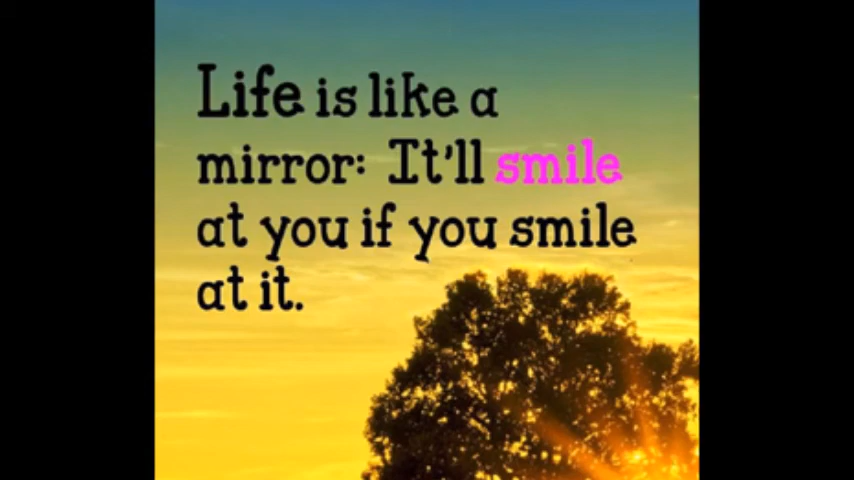 Life is like a
mirror: It'll smile
at you if you smile
at it.